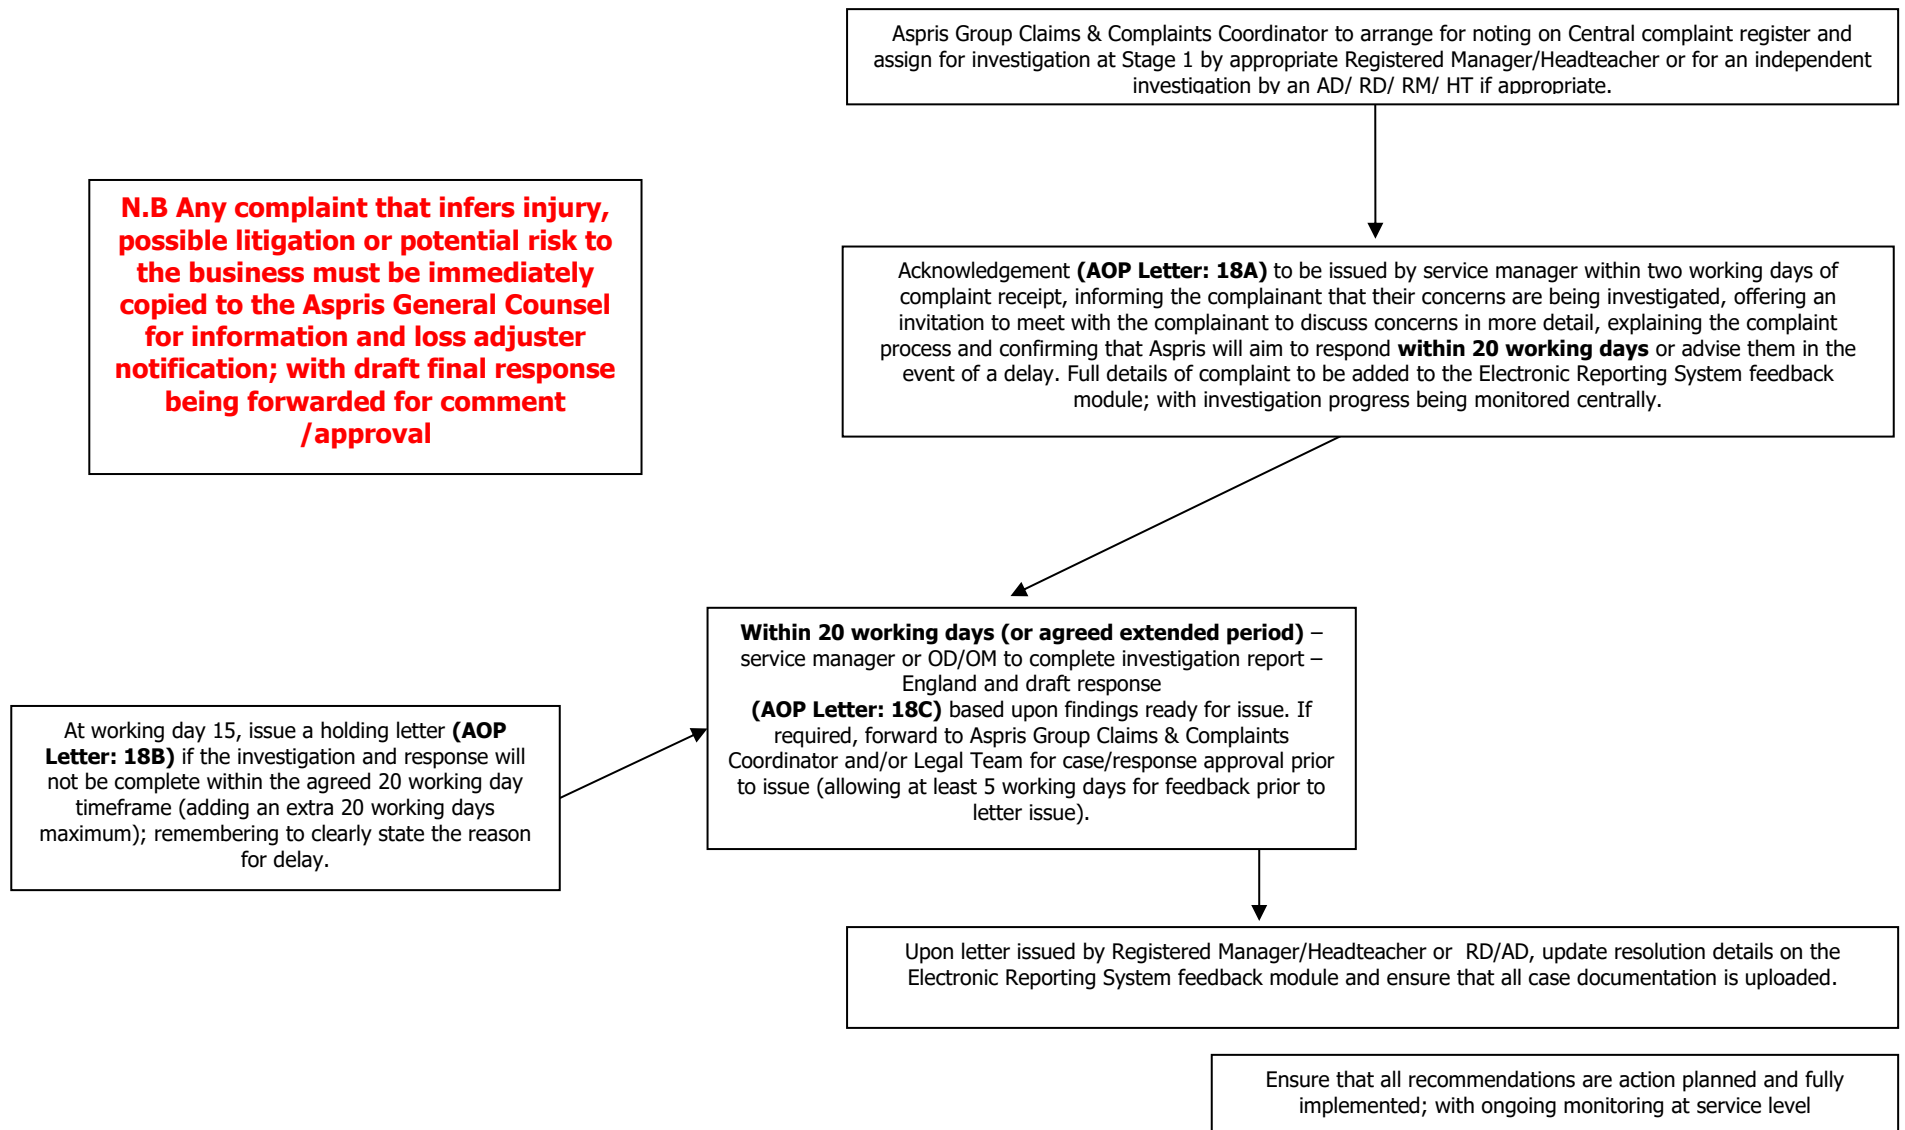 Aspris Group Claims & Complaints Coordinator to arrange for noting on Central complaint register and
assign for investigation at Stage 1 by appropriate Registered Manager/Headteacher or for an independent
investigation by an AD/ RD/ RM/ HT if appropriate.
N.B Any complaint that infers injury,
possible litigation or potential risk to
the business must be immediately
copied to the Aspris General Counsel
for information and loss adjuster
notification; with draft final response
being forwarded for comment
/approval
Acknowledgement (AOP Letter: 18A) to be issued by service manager within two working days of
complaint receipt, informing the complainant that their concerns are being investigated, offering an
invitation to meet with the complainant to discuss concerns in more detail, explaining the complaint
process and confirming that Aspris will aim to respond within 20 working days or advise them in the
event of a delay. Full details of complaint to be added to the Electronic Reporting System feedback
module; with investigation progress being monitored centrally.
Within 20 working days (or agreed extended period) –
service manager or OD/OM to complete investigation report –
England and draft response
(AOP Letter: 18C) based upon findings ready for issue. If
required, forward to Aspris Group Claims & Complaints
Coordinator and/or Legal Team for case/response approval prior
to issue (allowing at least 5 working days for feedback prior to
letter issue).
At working day 15, issue a holding letter (AOP
Letter: 18B) if the investigation and response will
not be complete within the agreed 20 working day
timeframe (adding an extra 20 working days
maximum); remembering to clearly state the reason
for delay.
Upon letter issued by Registered Manager/Headteacher or  RD/AD, update resolution details on the
Electronic Reporting System feedback module and ensure that all case documentation is uploaded.
Ensure that all recommendations are action planned and fully
implemented; with ongoing monitoring at service level